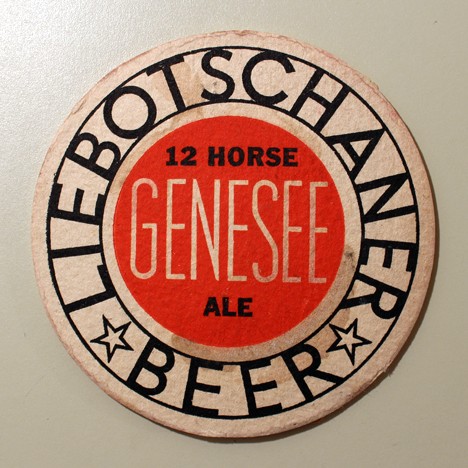 LIEBOTSCHANER
BEER
12 HORSE
GENESEE
ALE